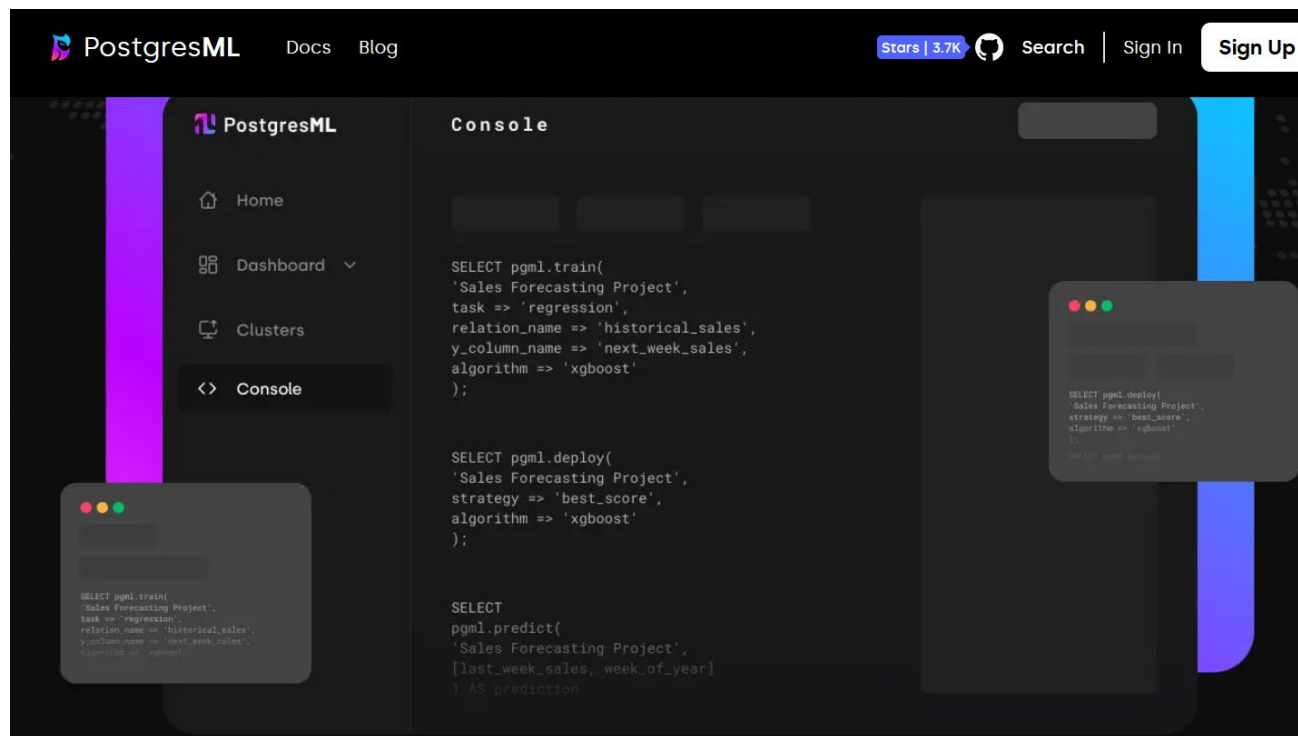 PostgresML
Docs
Blog
Stars | 3.7K
Search
Sign In
Sign Up
PostgresML
Home
Dashboard
Clusters
Console
Console
SELECT pgml.train(
'Sales Forecasting Project',
task => 'regression',
relation_name => 'historical_sales',
y_column_name => 'next_week_sales',
algorithm => 'xgboost'
);
SELECT pgml.deploy(
'Sales Forecasting Project',
strategy => 'best_score',
algorithm => 'xgboost'
);
SELECT
pgml.predict(
'Sales Forecasting Project',
[last_week_sales, week_of_year]
) AS prediction
SELECT pgml.deploy(
'Sales Forecasting Project',
strategy => 'best_score',
algorithm => 'xgboost'
);
SELECT pgml.train(
'Sales Forecasting Project',
task => 'regression',
relation_name => 'historical_sales',
y_column_name => 'next_week_sales',
algorithm => 'xgboost